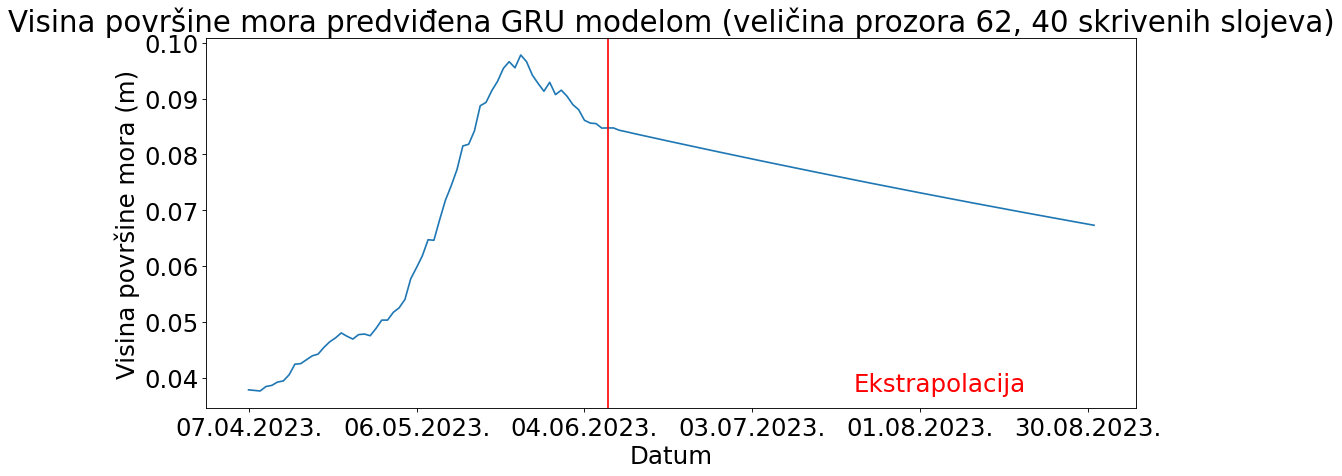 Visina površine mora predviđena GRU modelom (veličina prozora 62, 40 skrivenih slojeva)
Visina površine mora (m)
0.10
0.09
0.08
0.07
0.06
0.05
0.04
Ekstrapolacija
07.04.2023. 06.05.2023. 04.06.2023. 03.07.2023. 01.08.2023. 30.08.2023.
Datum